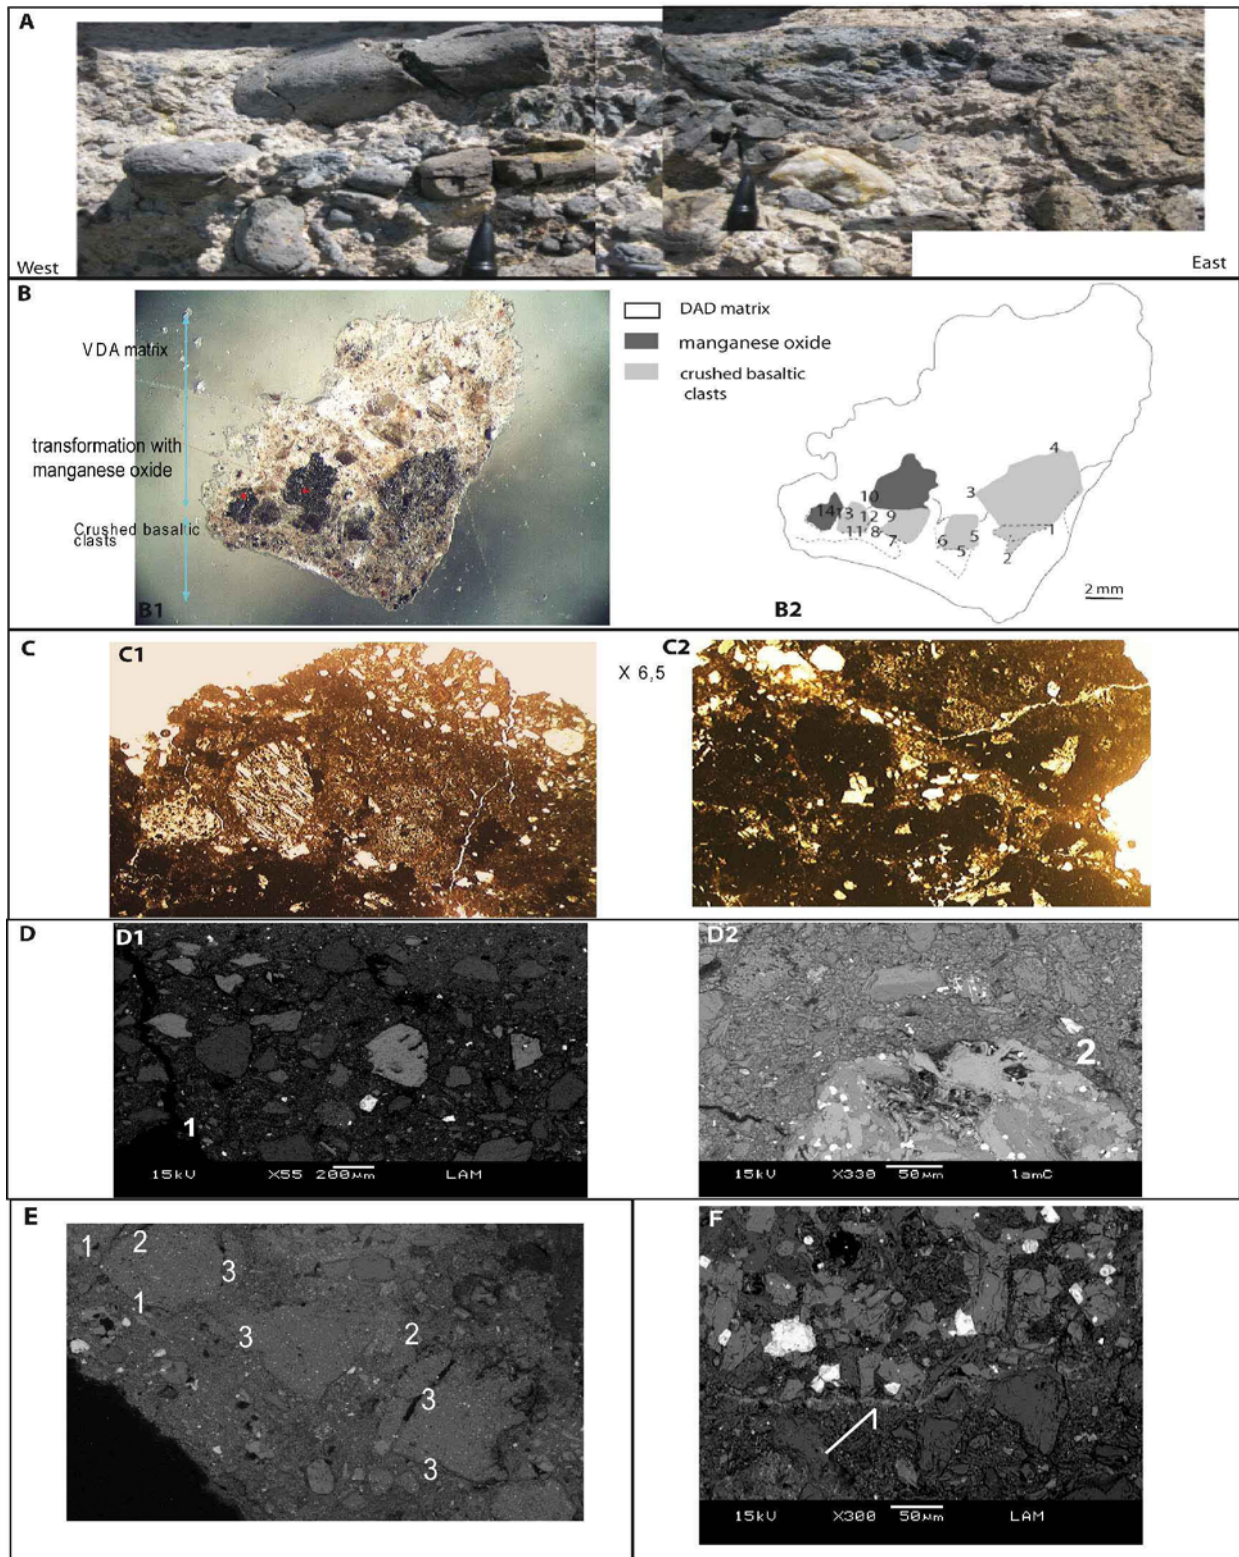 A
West
East
B
VDA matrix
transformation with
manganese oxide
Crushed basaltic
clasts
B1
DAD matrix
manganese oxide
crushed basaltic
clasts
4
3
10
14 13
12
9
11
8
7
6
5
5
1
2
2 mm
B2
C
C1
X 6,5
C2
D
D1
1
15kV X55 200µm LAM
D2
2
15kV X330 50µm lamC
E
1
2
3
1
3
2
3
3
F
1
15kV X300 50µm LAM